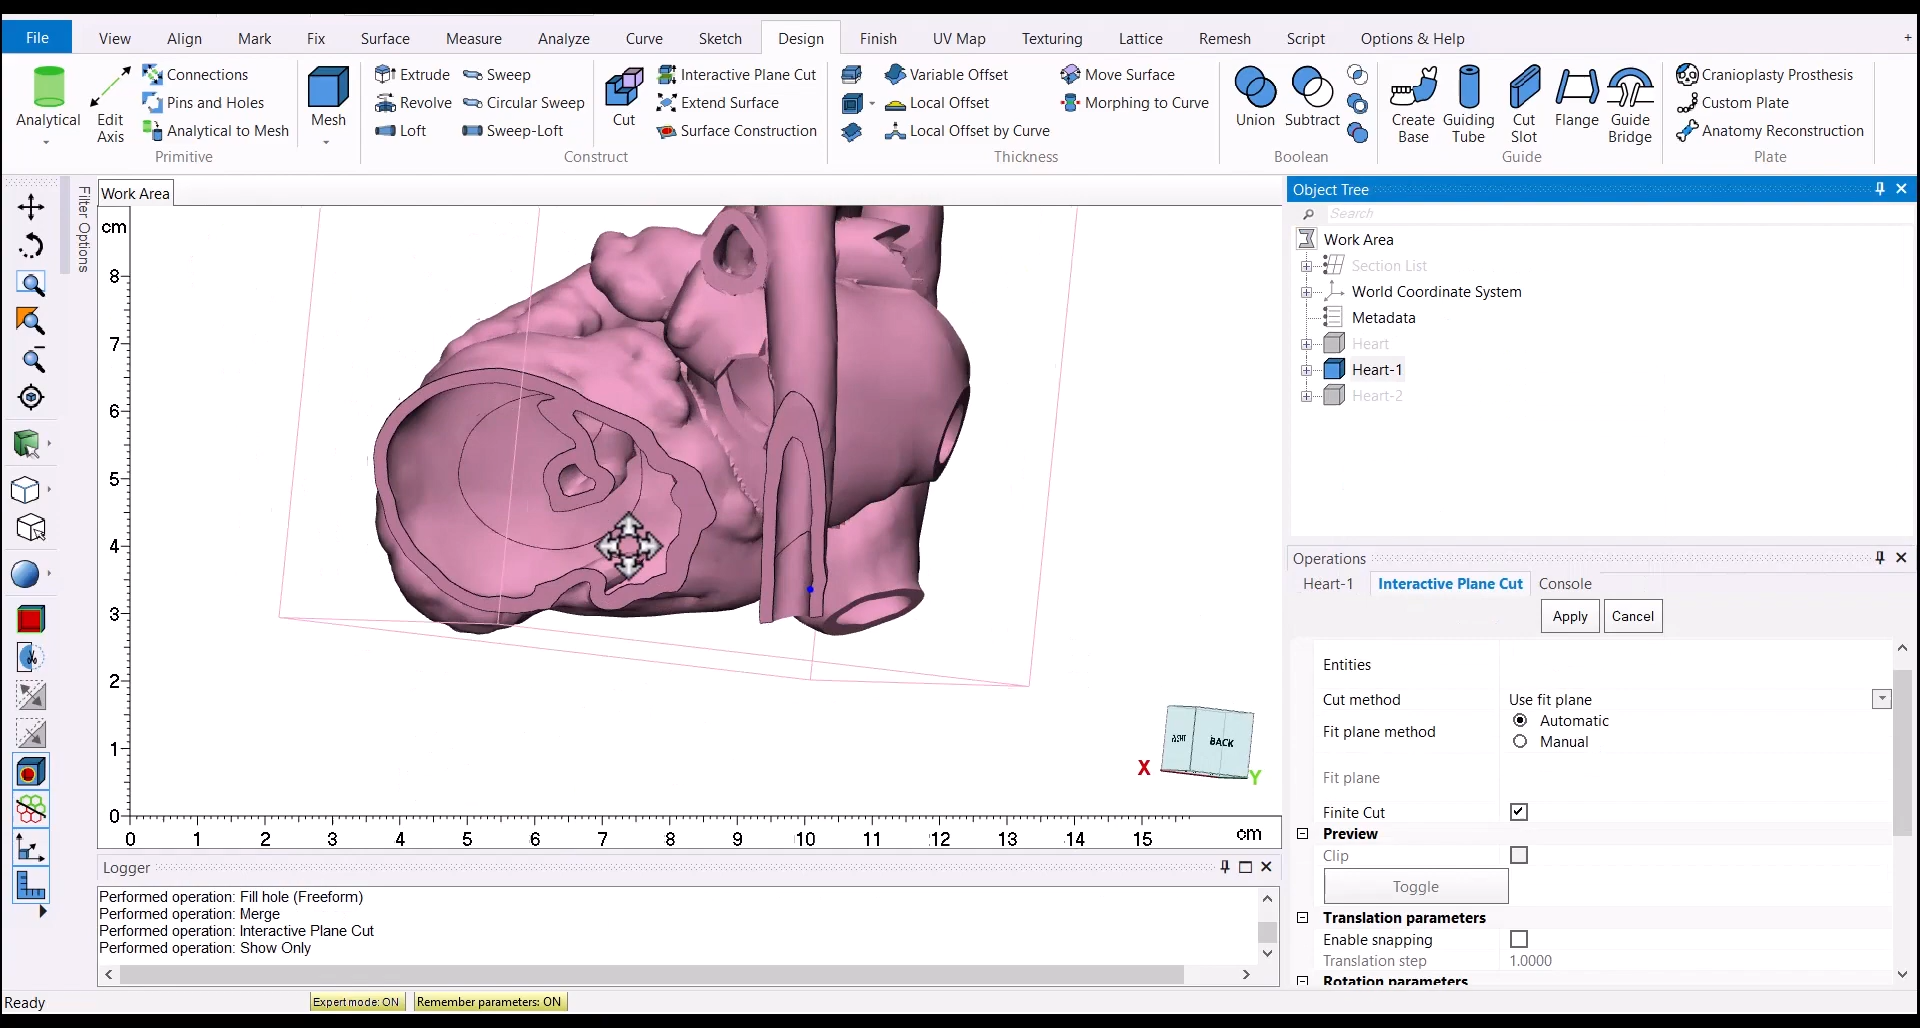 File View Align Mark Fix Surface Measure Analyze Curve Sketch Design Finish UV Map Texturing Lattice Remesh Script Options & Help +
Connections Extrude Sweep Interactive Plane Cut Variable Offset Move Surface Cranioplasty Prosthesis
Pins and Holes Revolve Circular Sweep Extend Surface Local Offset Morphing to Curve Custom Plate
Analytical Edit Axis Analytical to Mesh Mesh Loft Sweep-Loft Cut Surface Construction Local Offset by Curve Union Subtract Create Base Guiding Tube Cut Slot Flange Guide Bridge Anatomy Reconstruction
Primitive Construct Thickness Boolean Guide Plate
Filter Options
Work Area
cm
8
7
6
5
4
3
2
1
0
0 1 2 3 4 5 6 7 8 9 10 11 12 13 14 15 cm
BACK
X Y
Logger
Performed operation: Fill hole (Freeform)
Performed operation: Merge
Performed operation: Interactive Plane Cut
Performed operation: Show Only
Object Tree
Search
Work Area
Section List
World Coordinate System
Metadata
Heart
Heart-1
Heart-2
Operations
Heart-1 Interactive Plane Cut Console
Apply Cancel
Entities
Cut method Use fit plane
Fit plane method Automatic
Manual
Fit plane
Finite Cut
Preview
Clip
Toggle
Translation parameters
Enable snapping
Translation step 1.0000
Rotation parameters
Ready Expert mode: ON Remember parameters: ON